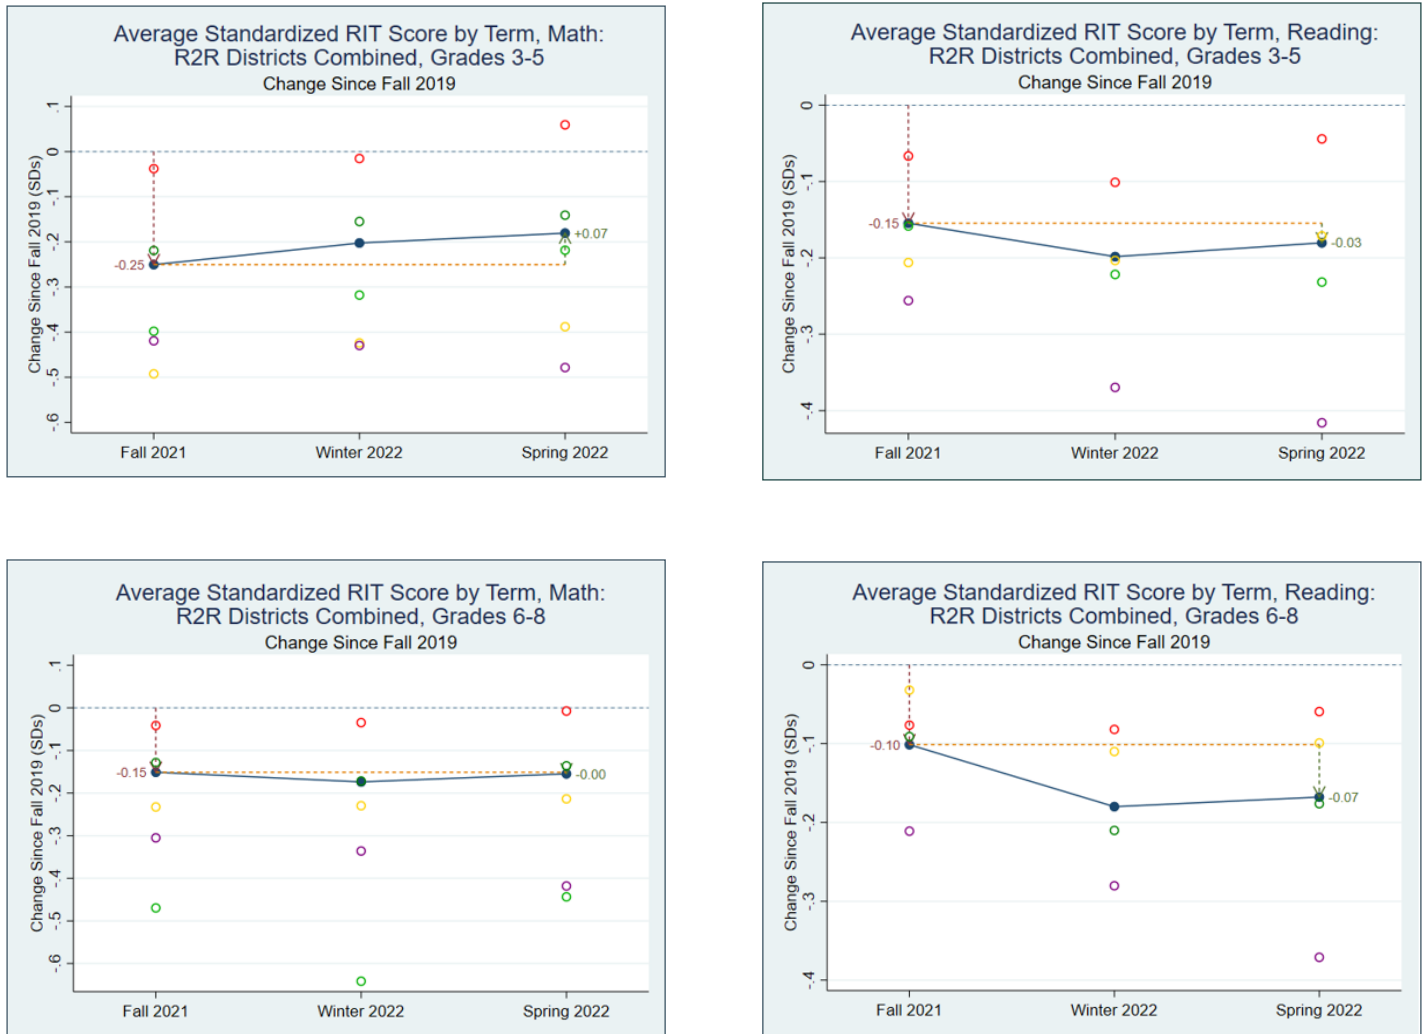 Average Standardized RIT Score by Term, Math:
R2R Districts Combined, Grades 3-5
Change Since Fall 2019
Change Since Fall 2019 (SDs)
.1
0
-.1
-.2
-.3
-.4
-.5
-.6
-0.25
+0.07
Fall 2021
Winter 2022
Spring 2022
Average Standardized RIT Score by Term, Reading:
R2R Districts Combined, Grades 3-5
Change Since Fall 2019
Change Since Fall 2019 (SDs)
0
-.1
-.2
-.3
-.4
-0.15
-0.03
Fall 2021
Winter 2022
Spring 2022
Average Standardized RIT Score by Term, Math:
R2R Districts Combined, Grades 6-8
Change Since Fall 2019
Change Since Fall 2019 (SDs)
.1
0
-.1
-.2
-.3
-.4
-.5
-.6
-0.15
-0.00
Fall 2021
Winter 2022
Spring 2022
Average Standardized RIT Score by Term, Reading:
R2R Districts Combined, Grades 6-8
Change Since Fall 2019
Change Since Fall 2019 (SDs)
0
-.1
-.2
-.3
-.4
-0.10
-0.07
Fall 2021
Winter 2022
Spring 2022